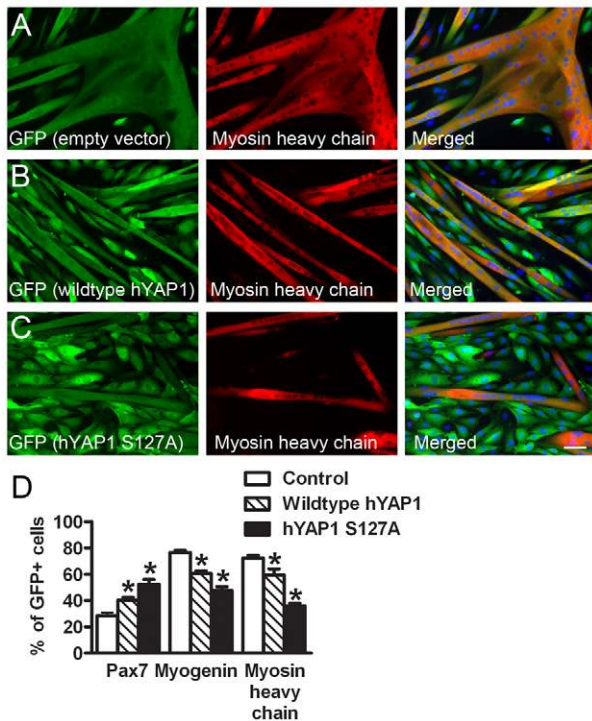 A
GFP (empty vector)
Myosin heavy chain
Merged
B
GFP (wildtype hYAP1)
Myosin heavy chain
Merged
C
GFP (hYAP1 S127A)
Myosin heavy chain
Merged
D
Control
Wildtype hYAP1
hYAP1 S127A
% of GFP+ cells
100
80
60
40
20
0
* * * * * *
Pax7 Myogenin Myosin
heavy
chain